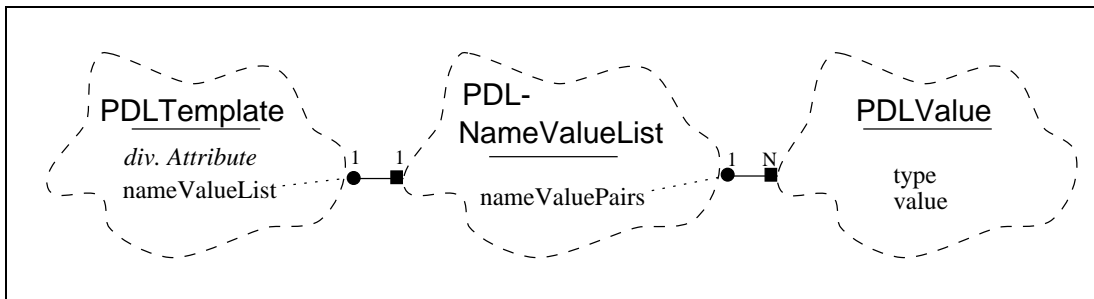 PDLTemplate
div. Attribute
nameValueList
1 1
PDL-
NameValueList
nameValuePairs
1 N
PDLValue
type
value